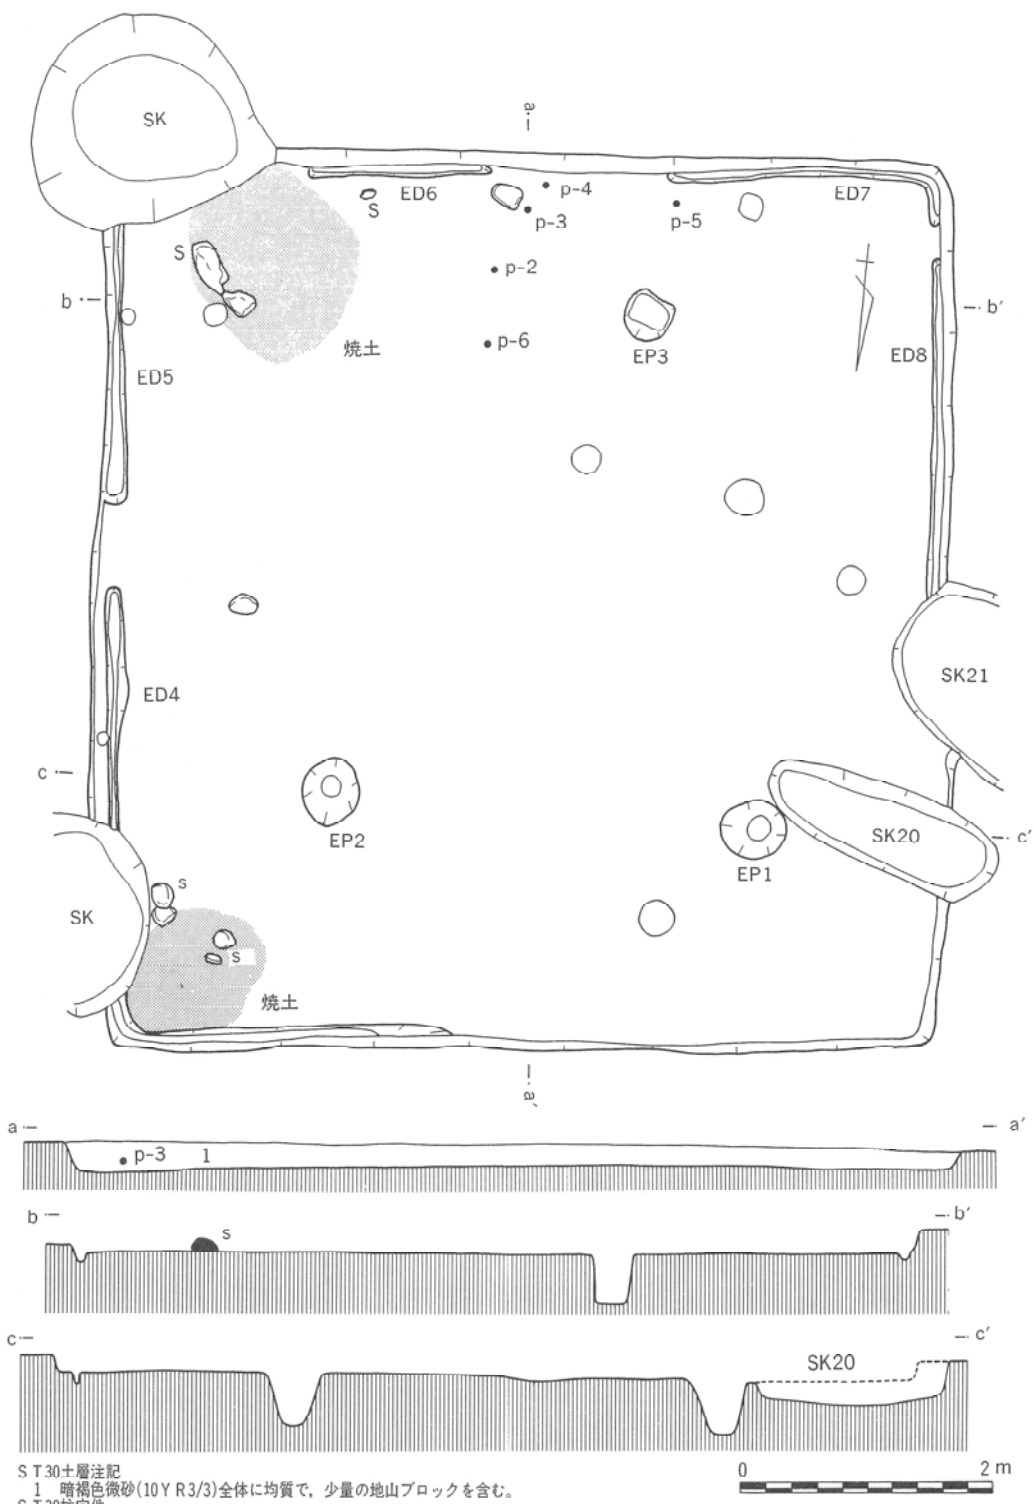 SK
a
ED6
S
p-4
p-3
p-5
ED7
S
p-2
b
b′
p-6
焼土
EP3
ED8
ED5
ED4
SK21
c
EP2
EP1
SK20
c′
s
SK
s
焼土
a′
a
a′
p-3
1
b
s
b′
c
c′
SK20
ST30土層注記
1 暗褐色微砂(10YR3/3)全体に均質で，少量の地山ブロックを含む。
0
2m